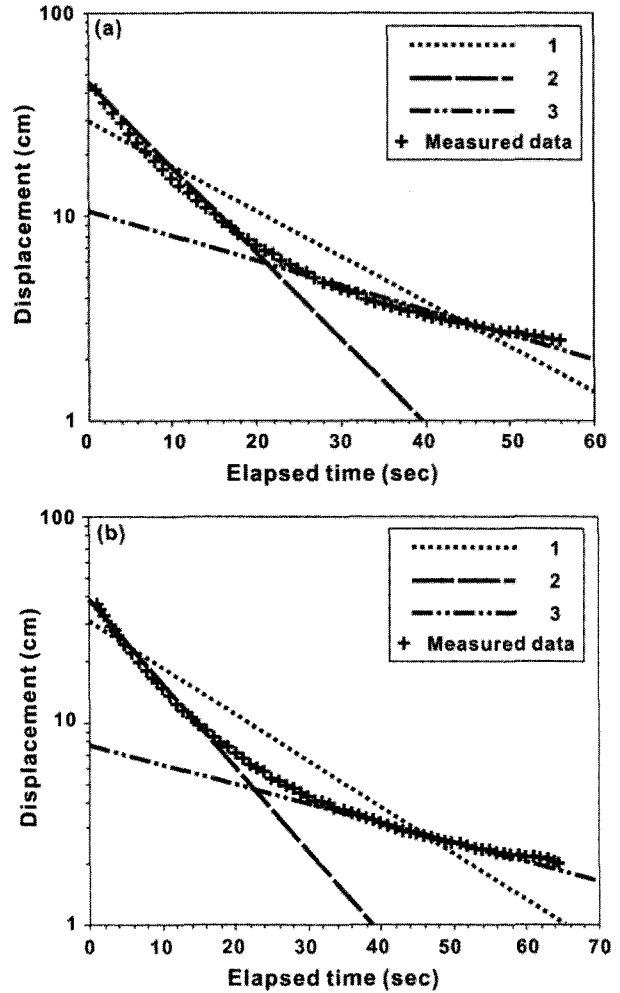 (a)
100
10
1
Displacement (cm)
1
2
3
Measured data
0 10 20 30 40 50 60
Elapsed time (sec)
(b)
100
10
1
Displacement (cm)
1
2
3
Measured data
0 10 20 30 40 50 60 70
Elapsed time (sec)